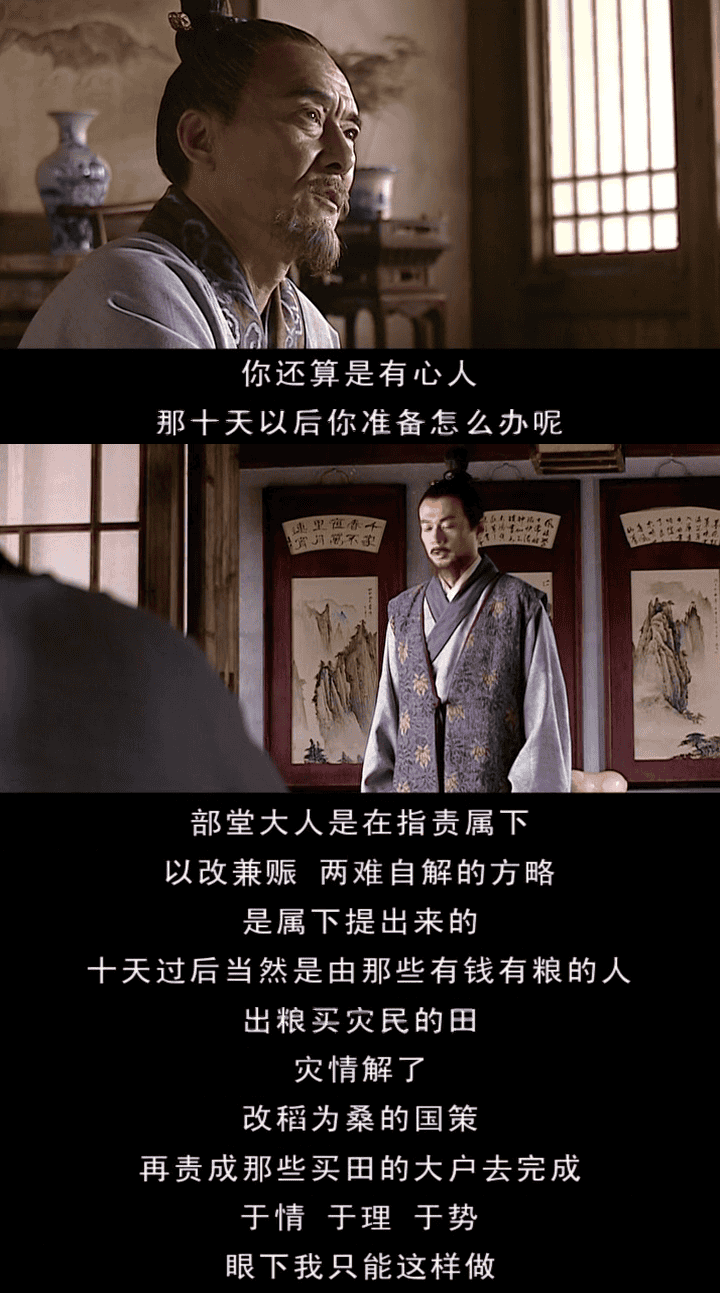 你还算是有心人
那十天以后你准备怎么办呢
部堂大人是在指责属下
以改兼赈 两难自解的方略
是属下提出来的
十天过后当然是由那些有钱有粮的人
出粮买灾民的田
灾情解了
改稻为桑的国策
再责成那些买田的大户去完成
于情 于理 于势
眼下我只能这样做